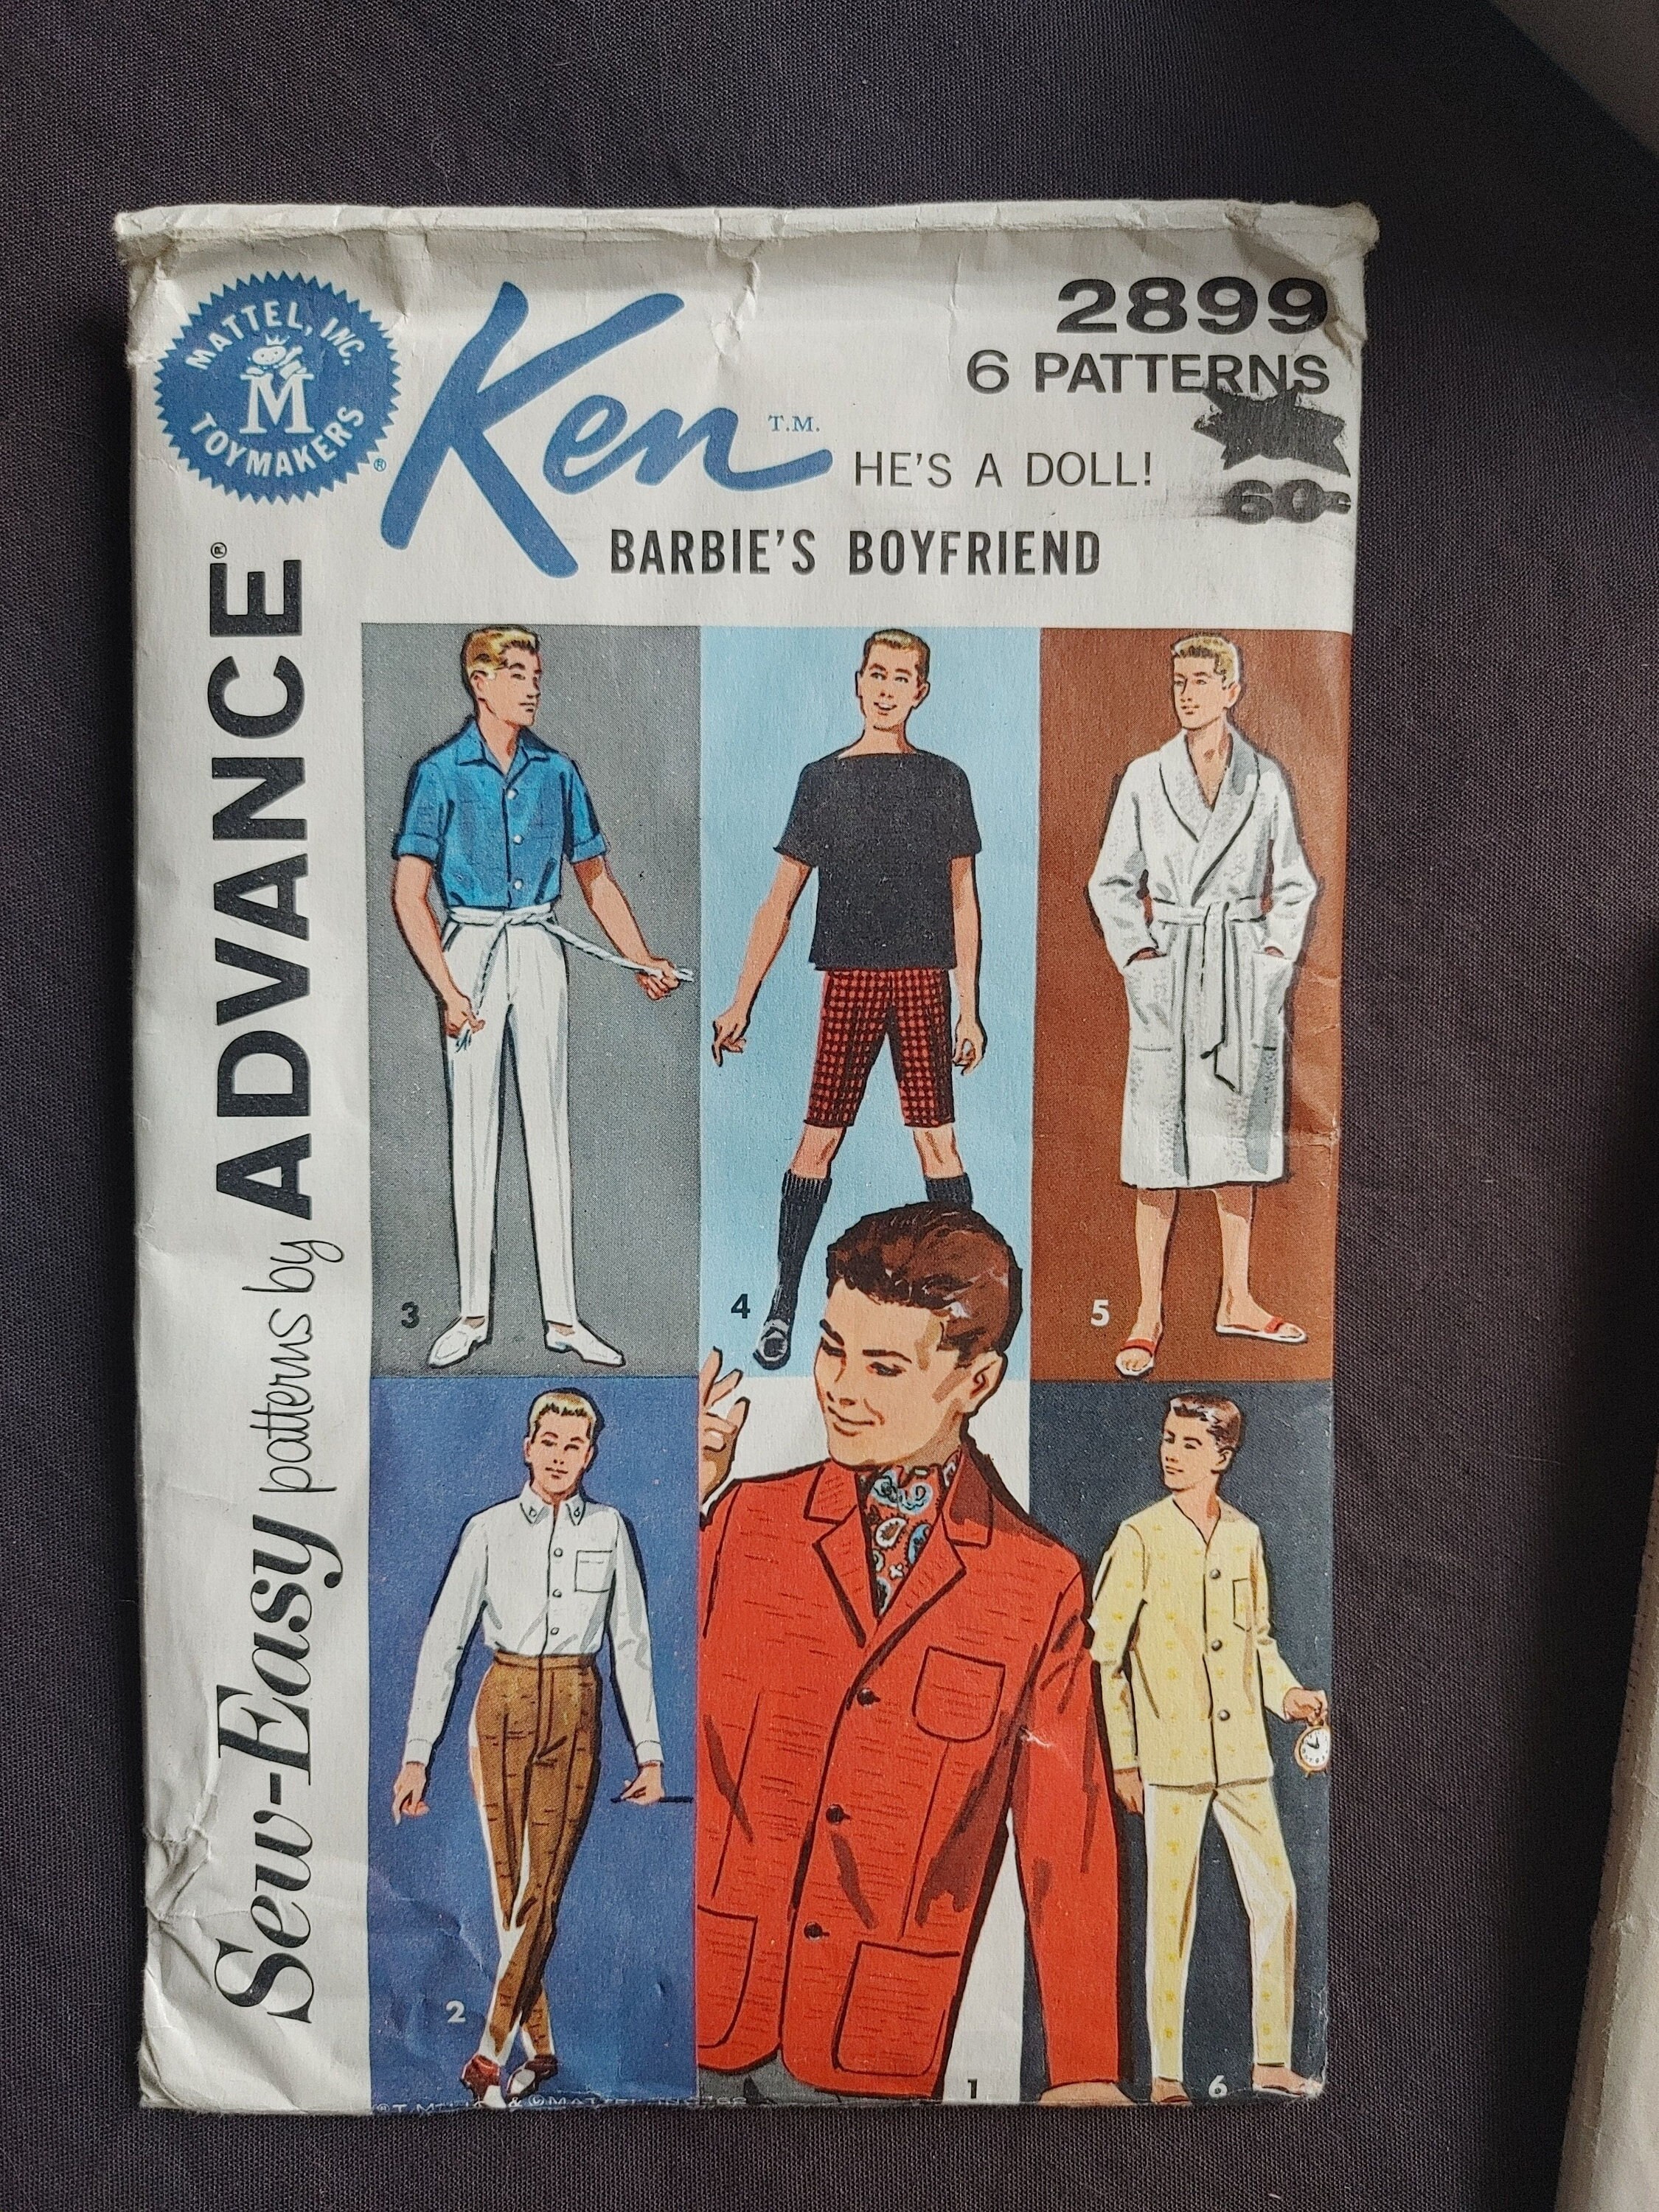 MATTEL, INC.
M
TOYMAKERS
®
Ken T.M.
HE'S A DOLL!
BARBIE'S BOYFRIEND
2899
6 PATTERNS
60¢
Sew-Easy patterns by ADVANCE®
3
4
5
2
1
6